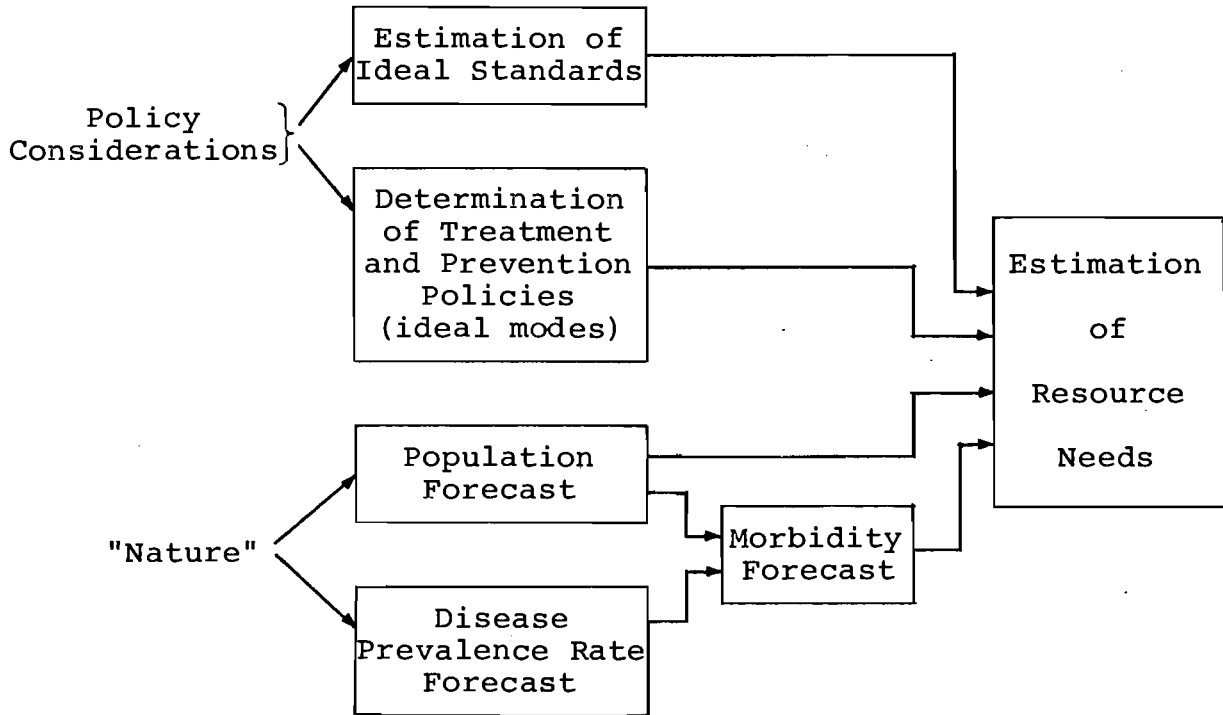 Estimation of
Ideal Standards
Policy
Considerations
Determination
of Treatment
and Prevention
Policies
(ideal modes)
Estimation
of
Resource
Needs
Population
Forecast
"Nature"
Morbidity
Forecast
Disease
Prevalence Rate
Forecast